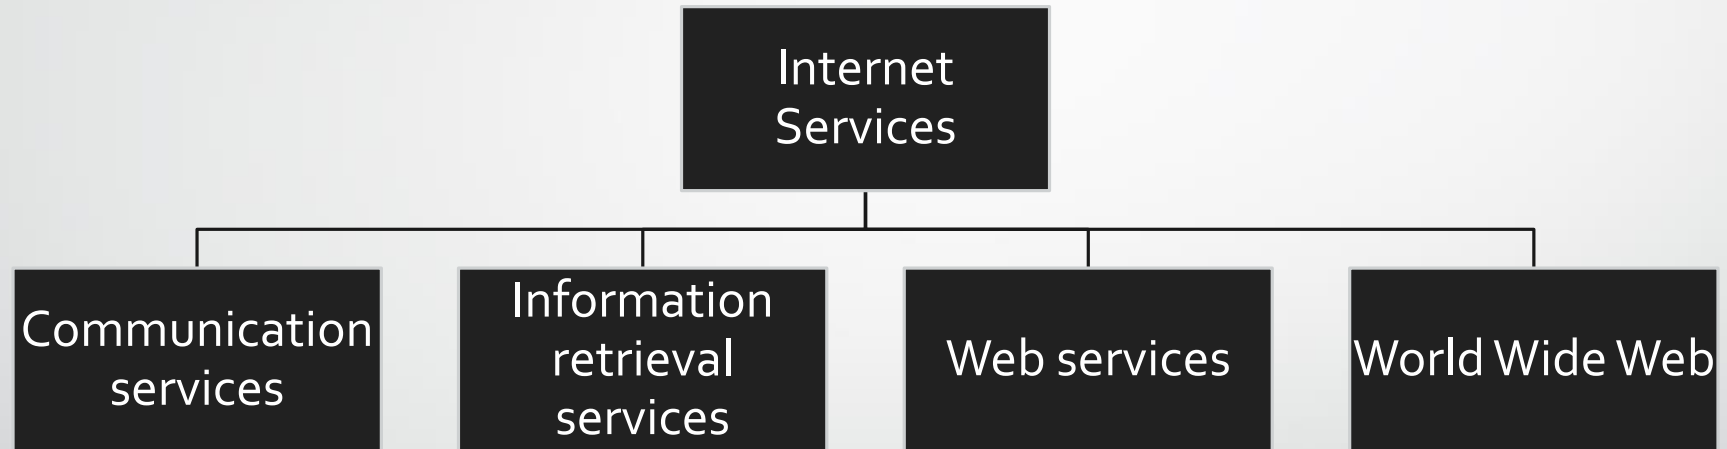 Internet
Services
Communication
services
Information
retrieval
services
Web services
World Wide Web